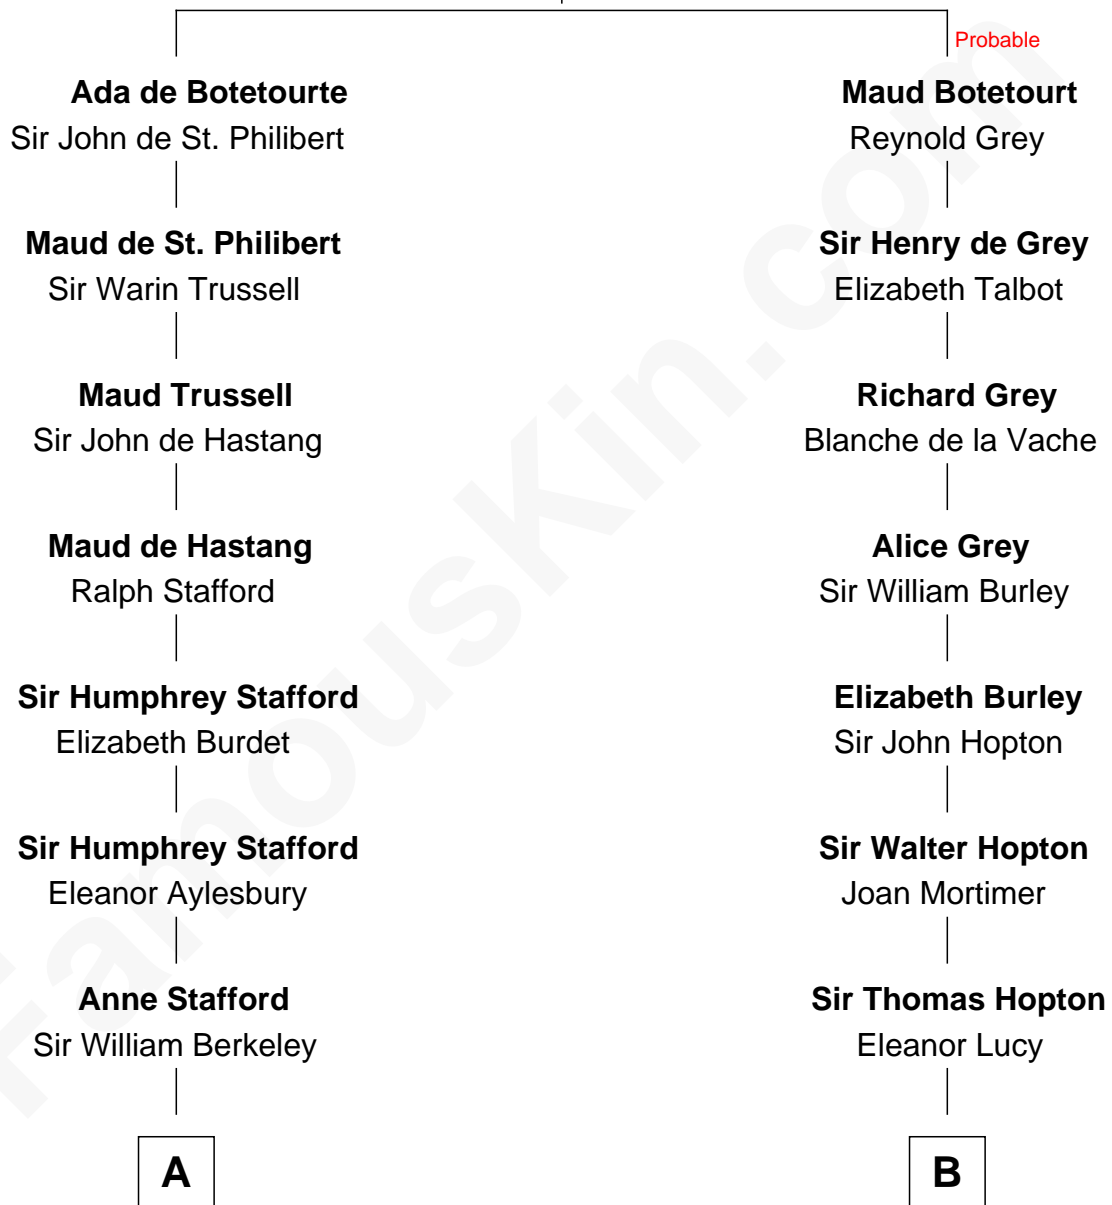 Probable
Ada de Botetourte
Sir John de St. Philibert
Maud Botetourt
Reynold Grey
Maud de St. Philibert
Sir Warin Trussell
Sir Henry de Grey
Elizabeth Talbot
Maud Trussell
Sir John de Hastang
Richard Grey
Blanche de la Vache
Maud de Hastang
Ralph Stafford
Alice Grey
Sir William Burley
Sir Humphrey Stafford
Elizabeth Burdet
Elizabeth Burley
Sir John Hopton
Sir Humphrey Stafford
Eleanor Aylesbury
Sir Walter Hopton
Joan Mortimer
Anne Stafford
Sir William Berkeley
Sir Thomas Hopton
Eleanor Lucy
A
B
FamousKin.com